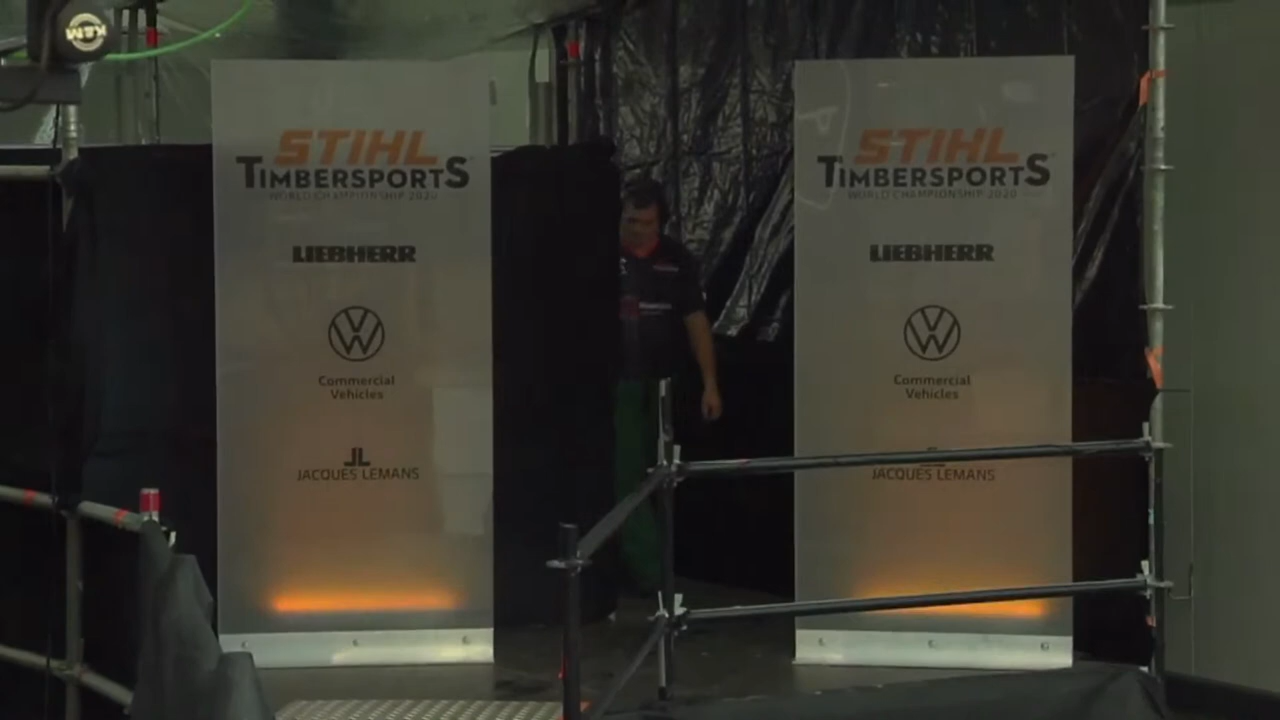 STIHL
TIMBERSPORTS
WORLD CHAMPIONSHIP 2020
LIEBHERR
Commercial
Vehicles
JL
JACQUES LEMANS
STIHL
TIMBERSPORTS
WORLD CHAMPIONSHIP 2020
LIEBHERR
Commercial
Vehicles
JACQUES LEMANS